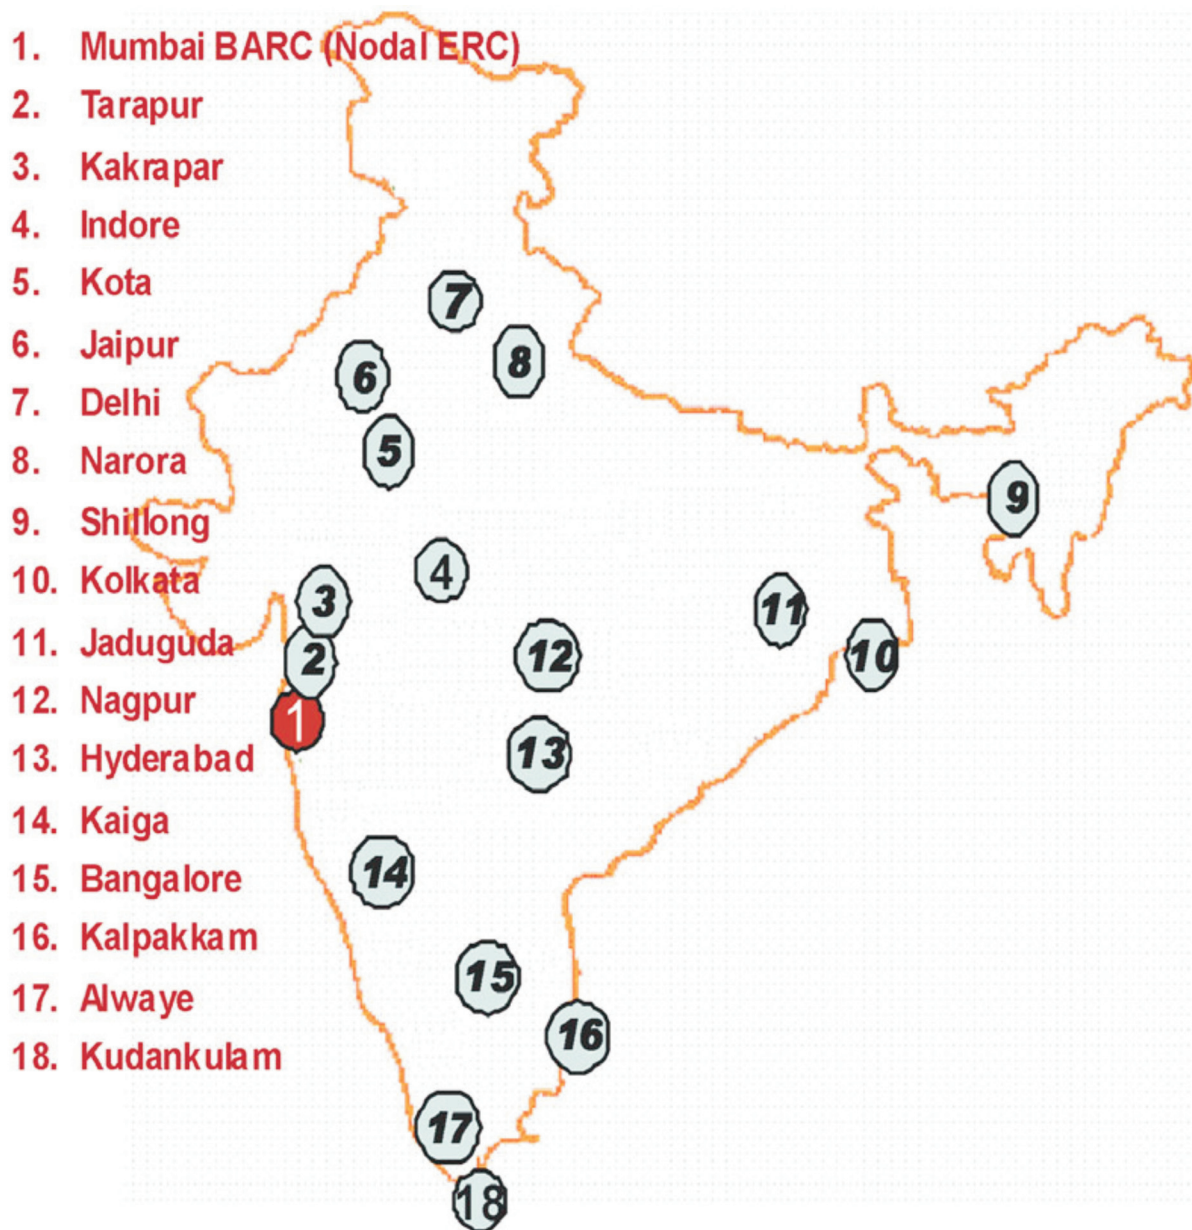 1. Mumbai BARC (Nodal ERC)
2. Tarapur
3. Kakrapar
4. Indore
5. Kota
6. Jaipur
7. Delhi
8. Narora
9. Shillong
10. Kolkata
11. Jaduguda
12. Nagpur
13. Hyderabad
14. Kaiga
15. Bangalore
16. Kalpakkam
17. Alwaye
18. Kudankulam
7
8
6
5
9
4
3
11
2
12
10
1
13
14
15
16
17
18